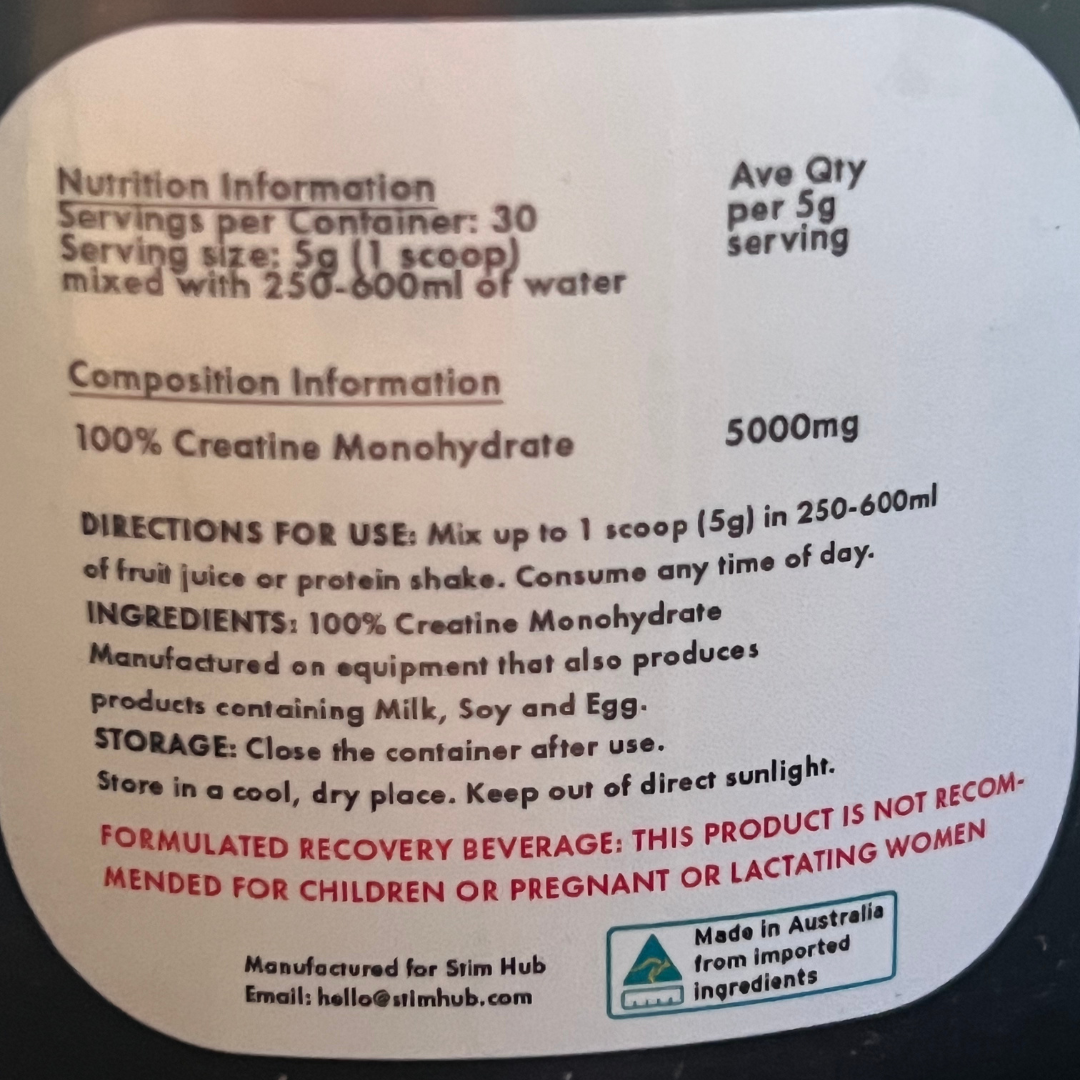 Nutrition Information
Servings per Container: 30
Serving size: 5g (1 scoop)
mixed with 250-600ml of water
Ave Qty
per 5g
serving
Composition Information
100% Creatine Monohydrate 5000mg
DIRECTIONS FOR USE: Mix up to 1 scoop (5g) in 250-600ml
of fruit juice or protein shake. Consume any time of day.
INGREDIENTS: 100% Creatine Monohydrate
Manufactured on equipment that also produces
products containing Milk, Soy and Egg.
STORAGE: Close the container after use.
Store in a cool, dry place. Keep out of direct sunlight.
FORMULATED RECOVERY BEVERAGE: THIS PRODUCT IS NOT RECOM-
MENDED FOR CHILDREN OR PREGNANT OR LACTATING WOMEN
Manufactured for Stim Hub
Email: hello@stimhub.com
Made in Australia
from imported
ingredients